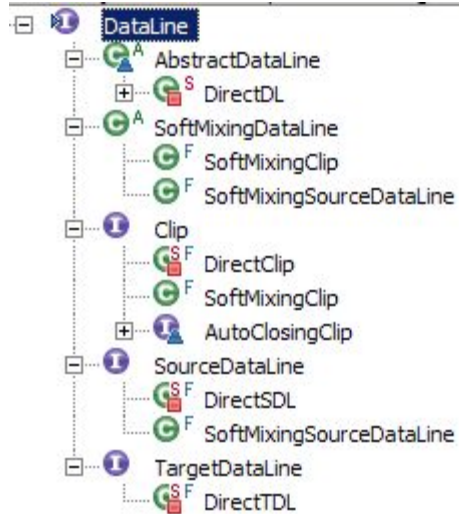 DataLine
A AbstractDataLine
S DirectDL
A SoftMixingDataLine
F SoftMixingClip
F SoftMixingSourceDataLine
I Clip
S F DirectClip
F SoftMixingClip
I AutoClosingClip
I SourceDataLine
S F DirectSDL
F SoftMixingSourceDataLine
I TargetDataLine
S F DirectTDL